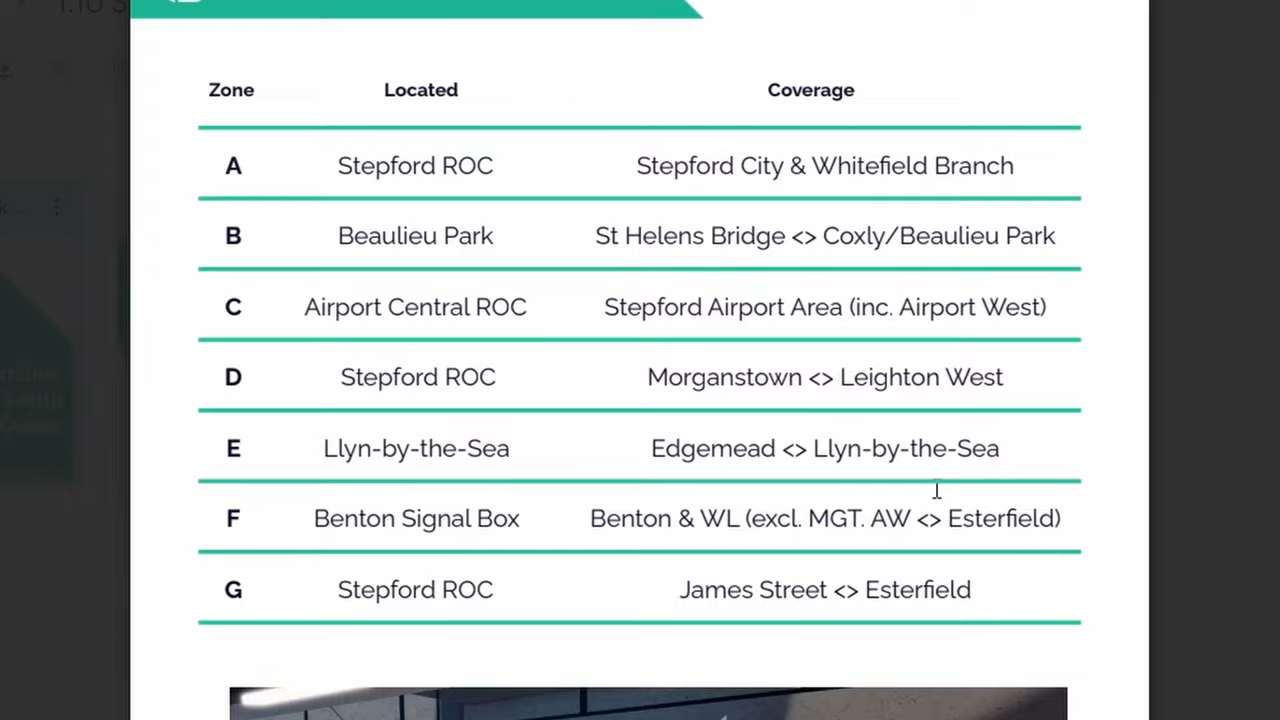 1.10 S
Zone Located Coverage
A Stepford ROC Stepford City & Whitefield Branch
B Beaulieu Park St Helens Bridge <> Coxly/Beaulieu Park
C Airport Central ROC Stepford Airport Area (inc. Airport West)
D Stepford ROC Morganstown <> Leighton West
E Llyn-by-the-Sea Edgemead <> Llyn-by-the-Sea
F Benton Signal Box Benton & WL (excl. MGT. AW <> Esterfield)
G Stepford ROC James Street <> Esterfield